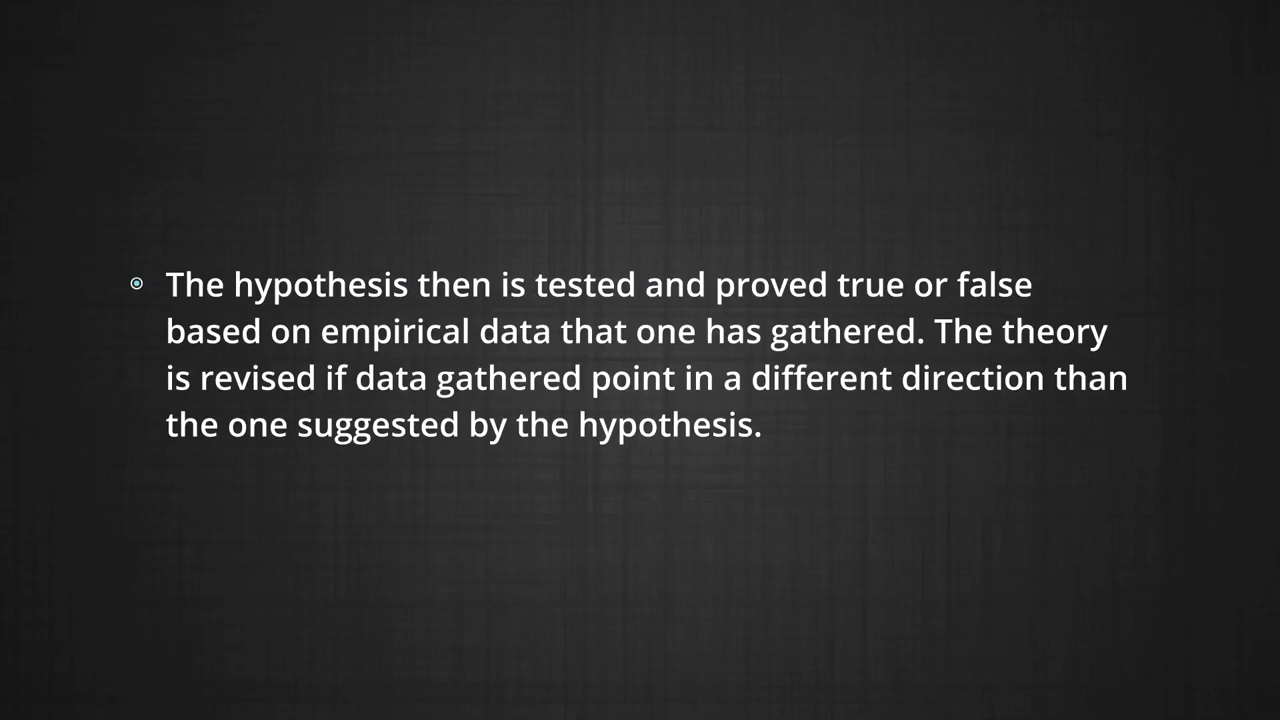 The hypothesis then is tested and proved true or false
based on empirical data that one has gathered. The theory
is revised if data gathered point in a different direction than
the one suggested by the hypothesis.